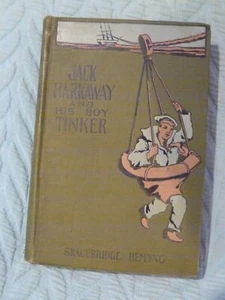 JACK
HARKAWAY
AND
HIS BOY
TINKER
BRACEBRIDGE HEMYNG